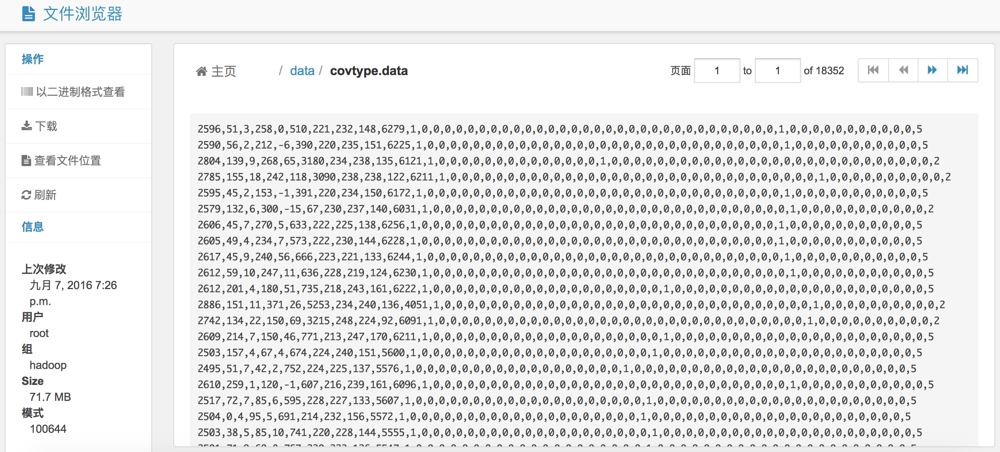 文件浏览器
操作
以二进制格式查看
下载
查看文件位置
刷新
信息
上次修改
九月 7, 2016 7:26
p.m.
用户
root
组
hadoop
Size
71.7 MB
模式
100644
主页 / data / covtype.data
页面 1 to 1 of 18352
2596,51,3,258,0,510,221,232,148,6279,1,0,0,0,0,0,0,0,0,0,0,0,0,0,0,0,0,0,0,0,0,0,0,0,0,0,0,0,0,0,0,0,1,0,0,0,0,0,0,0,0,0,0,0,5
2590,56,2,212,-6,390,220,235,151,6225,1,0,0,0,0,0,0,0,0,0,0,0,0,0,0,0,0,0,0,0,0,0,0,0,0,0,0,0,0,0,0,0,1,0,0,0,0,0,0,0,0,0,0,0,5
2804,139,9,268,65,3180,234,238,135,6121,1,0,0,0,0,0,0,0,0,0,0,0,0,0,0,1,0,0,0,0,0,0,0,0,0,0,0,0,0,0,0,0,0,0,0,0,0,0,0,0,0,0,0,0,2
2785,155,18,242,118,3090,238,238,122,6211,1,0,0,0,0,0,0,0,0,0,0,0,0,0,0,0,0,0,0,0,0,0,0,0,0,0,0,0,0,0,0,0,0,1,0,0,0,0,0,0,0,0,0,0,2
2595,45,2,153,-1,391,220,234,150,6172,1,0,0,0,0,0,0,0,0,0,0,0,0,0,0,0,0,0,0,0,0,0,0,0,0,0,0,0,0,0,0,0,1,0,0,0,0,0,0,0,0,0,0,0,5
2579,132,6,300,-15,67,230,237,140,6031,1,0,0,0,0,0,0,0,0,0,0,0,0,0,0,0,0,0,0,0,0,0,0,0,0,0,0,0,0,0,0,0,1,0,0,0,0,0,0,0,0,0,0,0,2
2606,45,7,270,5,633,222,225,138,6256,1,0,0,0,0,0,0,0,0,0,0,0,0,0,0,0,0,0,0,0,0,0,0,0,0,0,0,0,0,0,0,0,1,0,0,0,0,0,0,0,0,0,0,0,5
2605,49,4,234,7,573,222,230,144,6228,1,0,0,0,0,0,0,0,0,0,0,0,0,0,0,0,0,0,0,0,0,0,0,0,0,0,0,0,0,0,0,0,1,0,0,0,0,0,0,0,0,0,0,0,5
2617,45,9,240,56,666,223,221,133,6244,1,0,0,0,0,0,0,0,0,0,0,0,0,0,0,0,0,0,0,0,0,0,0,0,0,0,0,0,0,0,0,0,1,0,0,0,0,0,0,0,0,0,0,0,5
2612,59,10,247,11,636,228,219,124,6230,1,0,0,0,0,0,0,0,0,0,0,0,0,0,0,0,0,0,0,0,0,0,0,0,0,0,0,0,0,0,0,0,1,0,0,0,0,0,0,0,0,0,0,0,5
2612,201,4,180,51,735,218,243,161,6222,1,0,0,0,0,0,0,0,0,0,0,0,0,0,0,0,0,0,0,0,0,1,0,0,0,0,0,0,0,0,0,0,0,0,0,0,0,0,0,0,0,0,0,5
2886,151,11,371,26,5253,234,240,136,4051,1,0,0,0,0,0,0,0,0,0,0,0,0,0,0,0,0,0,0,0,0,0,0,0,0,0,0,0,0,0,0,0,0,1,0,0,0,0,0,0,0,0,0,0,2
2742,134,22,150,69,3215,248,224,92,6091,1,0,0,0,0,0,0,0,0,0,0,0,0,0,0,0,0,0,0,0,0,0,0,0,0,0,0,0,0,0,0,0,0,1,0,0,0,0,0,0,0,0,0,0,2
2609,214,7,150,46,771,213,247,170,6211,1,0,0,0,0,0,0,0,0,0,0,0,0,0,0,0,0,0,0,0,0,1,0,0,0,0,0,0,0,0,0,0,0,0,0,0,0,0,0,0,0,0,0,5
2503,157,4,67,4,674,224,240,151,5600,1,0,0,0,0,0,0,0,0,0,0,0,0,0,0,0,0,0,0,0,0,1,0,0,0,0,0,0,0,0,0,0,0,0,0,0,0,0,0,0,0,0,0,5
2495,51,7,42,2,752,224,225,137,5576,1,0,0,0,0,0,0,0,0,0,0,0,0,0,0,0,0,0,0,1,0,0,0,0,0,0,0,0,0,0,0,0,0,0,0,0,0,0,0,0,0,0,0,0,5
2610,259,1,120,-1,607,216,239,161,6096,1,0,0,0,0,0,0,0,0,0,0,0,0,0,0,0,0,0,0,0,0,0,0,0,0,0,0,0,0,0,0,0,1,0,0,0,0,0,0,0,0,0,0,0,5
2517,72,7,85,6,595,228,227,133,5607,1,0,0,0,0,0,0,0,0,0,0,0,0,0,0,0,0,0,0,0,0,1,0,0,0,0,0,0,0,0,0,0,0,0,0,0,0,0,0,0,0,0,0,5
2504,0,4,95,5,691,214,232,156,5572,1,0,0,0,0,0,0,0,0,0,0,0,0,0,0,0,0,0,0,0,0,1,0,0,0,0,0,0,0,0,0,0,0,0,0,0,0,0,0,0,0,0,0,5
2503,38,5,85,10,741,220,228,144,5555,1,0,0,0,0,0,0,0,0,0,0,0,0,0,0,0,0,0,0,0,0,1,0,0,0,0,0,0,0,0,0,0,0,0,0,0,0,0,0,0,0,0,0,5